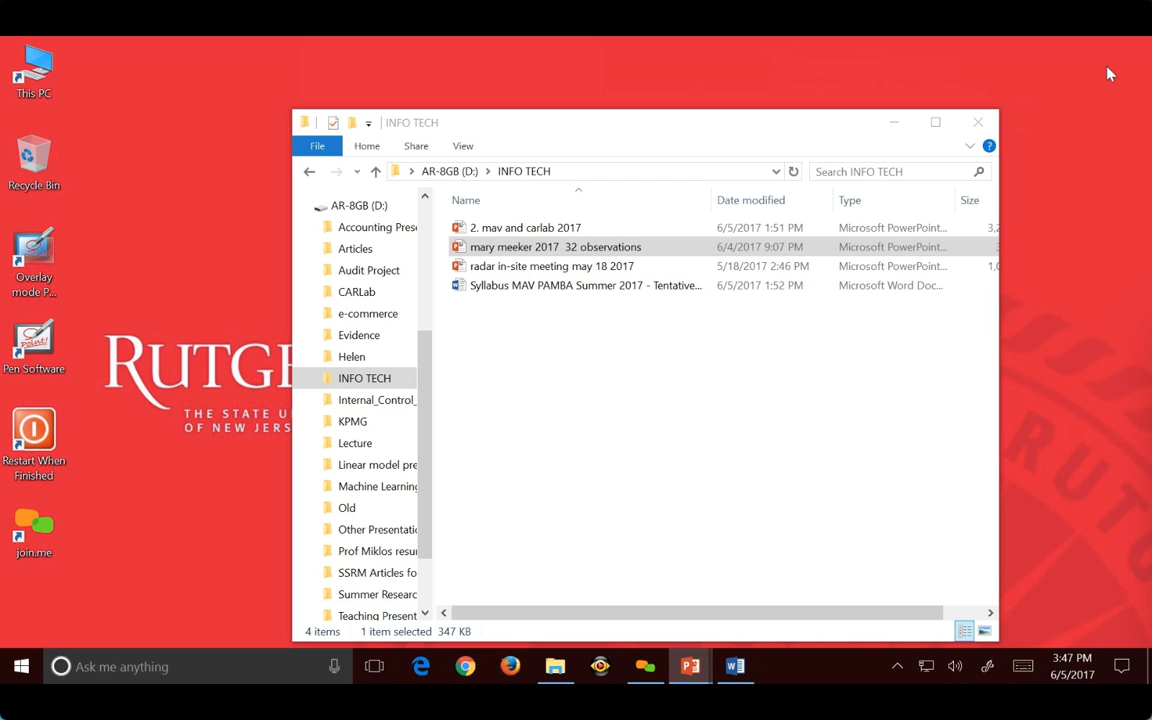 This PC
Recycle Bin
Overlay
mode P...
Pen Software
Restart When
Finished
join.me
RUTGE
THE STATE U
OF NEW JERS
INFO TECH
File Home Share View
AR-8GB (D:) > INFO TECH
Search INFO TECH
AR-8GB (D:)
Accounting Prese
Articles
Audit Project
CARLab
e-commerce
Evidence
Helen
INFO TECH
Internal_Control_
KPMG
Lecture
Linear model pre
Machine Learning
Old
Other Presentatio
Prof Miklos resum
SSRM Articles fo
Summer Researc
Teaching Present
Name Date modified Type Size
2. mav and carlab 2017 6/5/2017 1:51 PM Microsoft PowerPoint... 3,2
mary meeker 2017 32 observations 6/4/2017 9:07 PM Microsoft PowerPoint... 3
radar in-site meeting may 18 2017 5/18/2017 2:46 PM Microsoft PowerPoint... 1,0
Syllabus MAV PAMBA Summer 2017 - Tentative... 6/5/2017 1:52 PM Microsoft Word Doc...
4 items 1 item selected 347 KB
RUT
Ask me anything
3:47 PM
6/5/2017